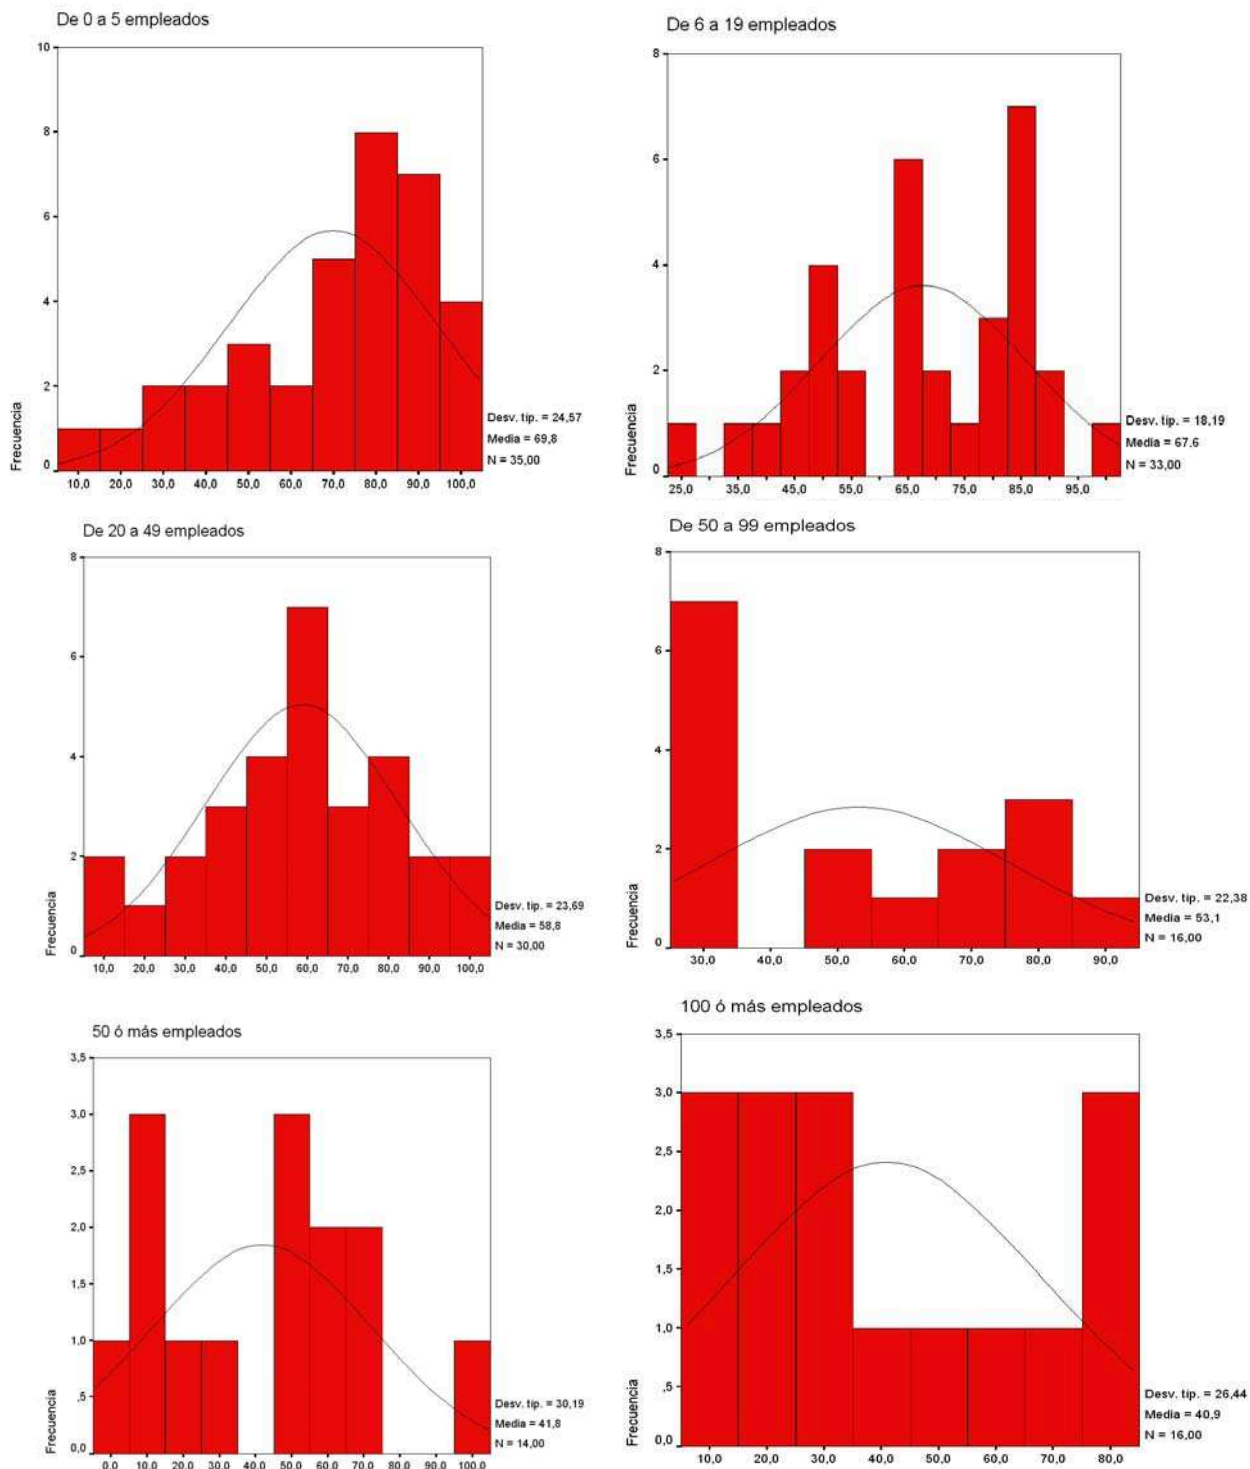 De 0 a 5 empleados
10
8
6
4
2
0
Frecuencia
10,0 20,0 30,0 40,0 50,0 60,0 70,0 80,0 90,0 100,0
Desv. tip. = 24,57
Media = 69,8
N = 35,00
De 6 a 19 empleados
8
6
4
2
0
Frecuencia
25,0 35,0 45,0 55,0 65,0 75,0 85,0 95,0
Desv. tip. = 18,19
Media = 67,6
N = 33,00
De 20 a 49 empleados
8
6
4
2
0
Frecuencia
10,0 20,0 30,0 40,0 50,0 60,0 70,0 80,0 90,0 100,0
Desv. tip. = 23,69
Media = 58,8
N = 30,00
De 50 a 99 empleados
8
6
4
2
0
Frecuencia
30,0 40,0 50,0 60,0 70,0 80,0 90,0
Desv. tip. = 22,38
Media = 53,1
N = 16,00
50 ó más empleados
3,5
3,0
2,5
2,0
1,5
1,0
,5
0,0
Frecuencia
0,0 10,0 20,0 30,0 40,0 50,0 60,0 70,0 80,0 90,0 100,0
Desv. tip. = 30,19
Media = 41,8
N = 14,00
100 ó más empleados
3,5
3,0
2,5
2,0
1,5
1,0
,5
0,0
Frecuencia
10,0 20,0 30,0 40,0 50,0 60,0 70,0 80,0
Desv. tip. = 26,44
Media = 40,9
N = 16,00